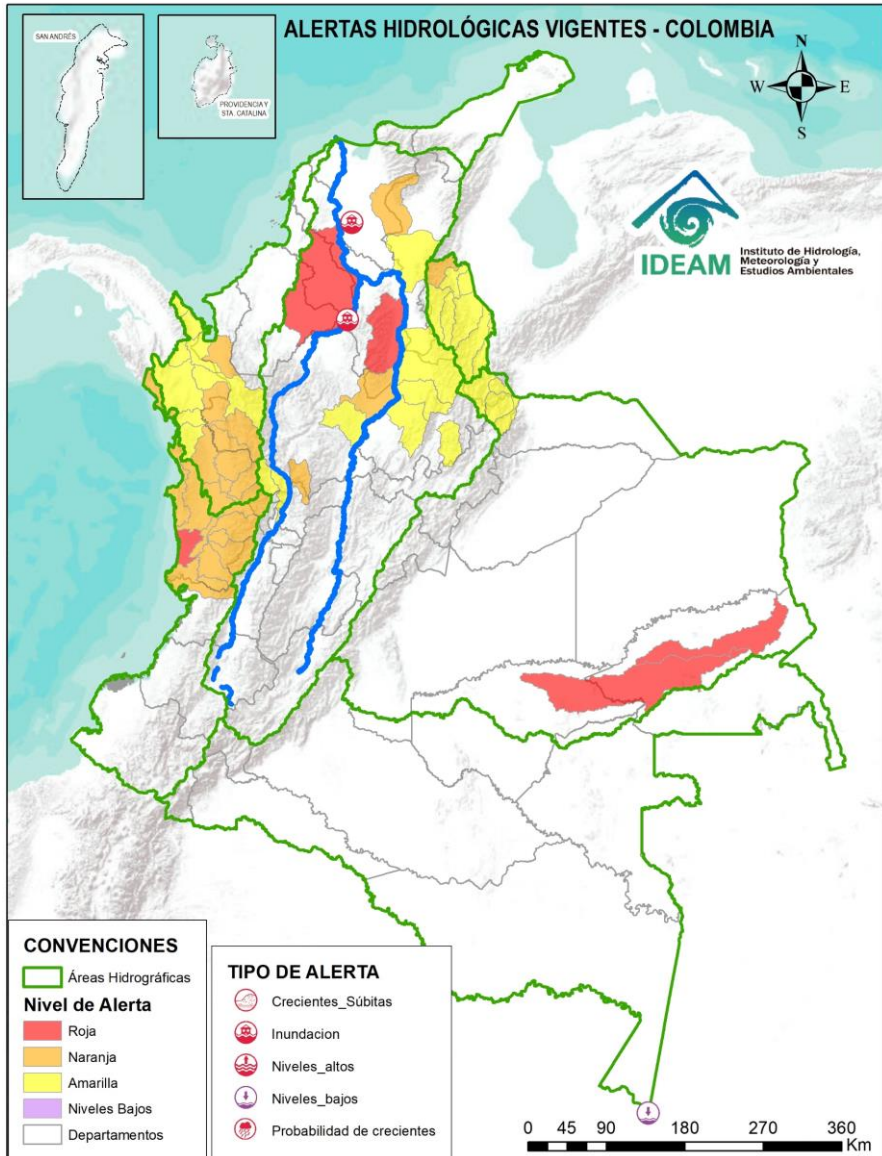 ALERTAS HIDROLÓGICAS VIGENTES - COLOMBIA
SAN ANDRÉS
PROVIDENCIA Y
STA. CATALINA
N
W
E
S
IDEAM
Instituto de Hidrología,
Meteorología y
Estudios Ambientales
CONVENCIONES
Áreas Hidrográficas
Nivel de Alerta
Roja
Naranja
Amarilla
Niveles Bajos
Departamentos
TIPO DE ALERTA
Crecientes_Súbitas
Inundacion
Niveles_altos
Niveles_bajos
Probabilidad de crecientes
0 45 90 180 270 360
Km